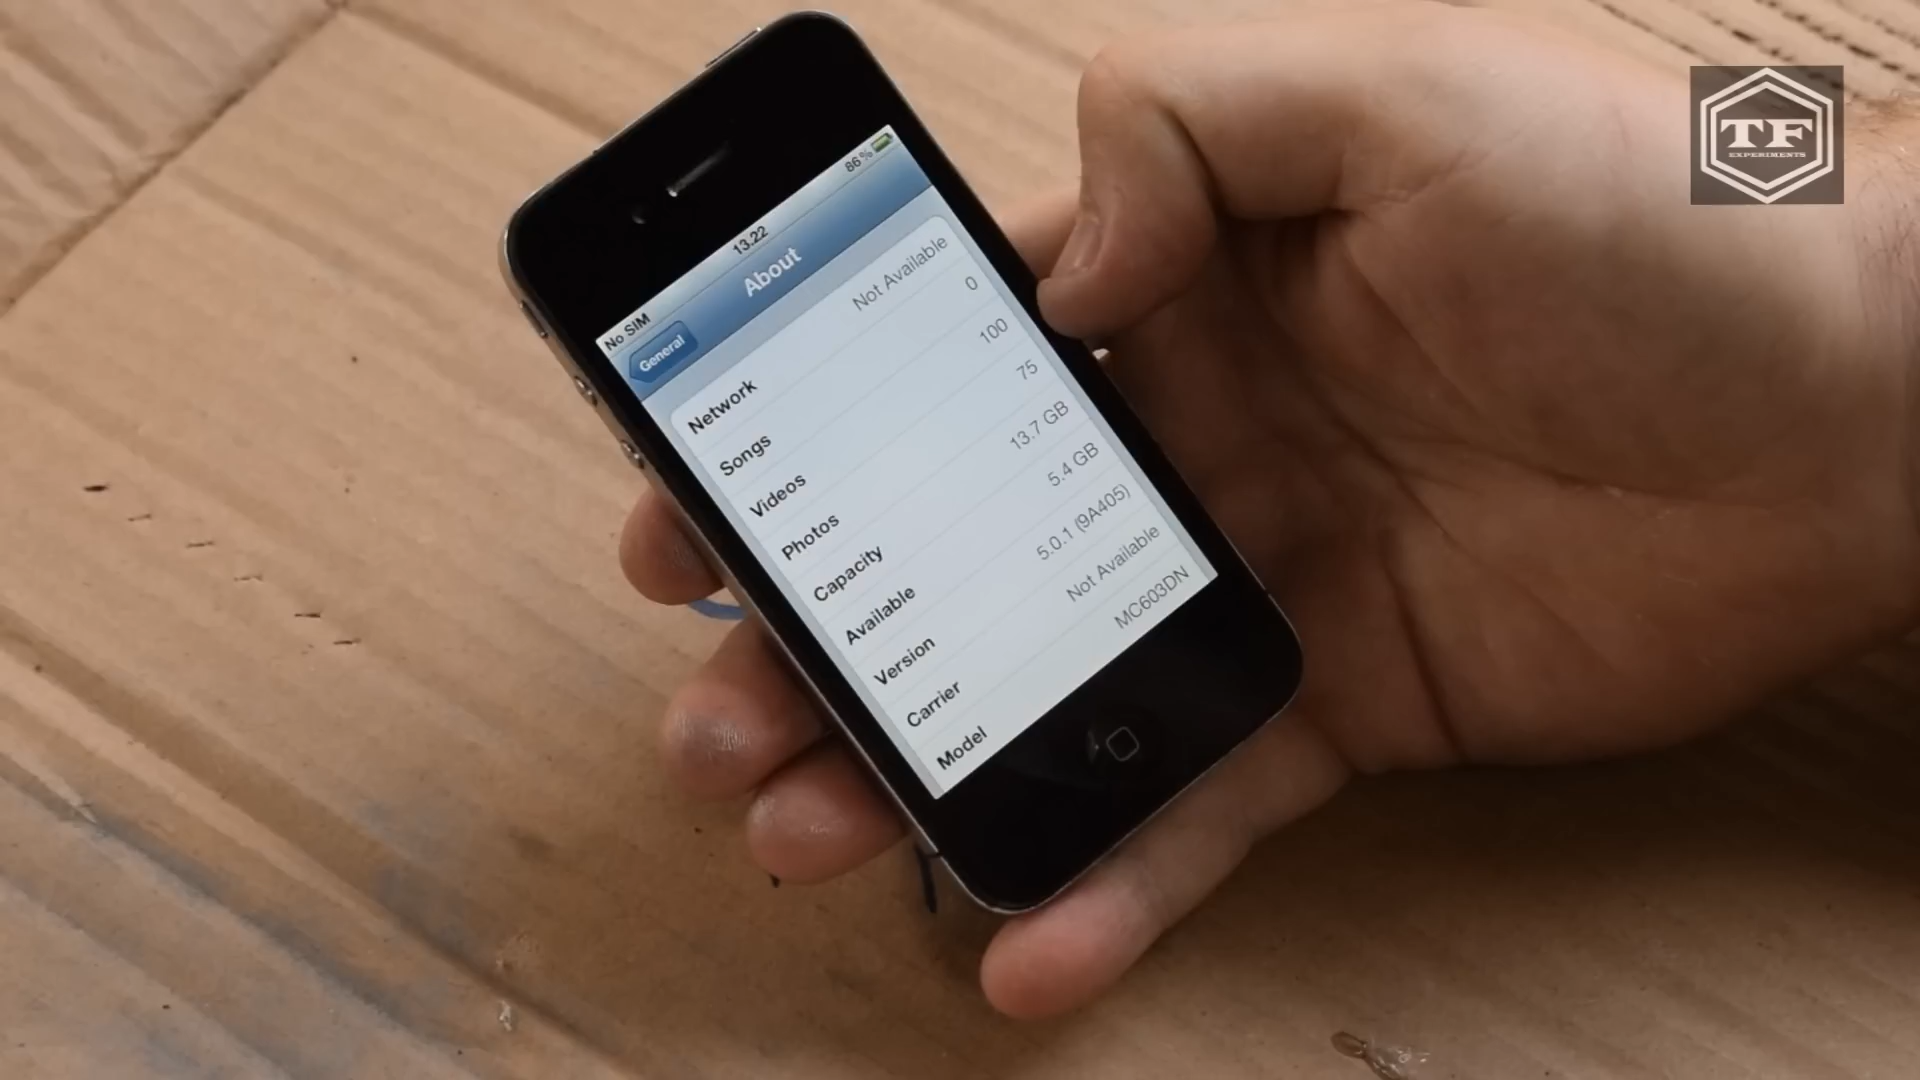 No SIM 13.22 86%
General About
Network Not Available
Songs 0
Videos 100
Photos 75
Capacity 13.7 GB
Available 5.4 GB
Version 5.0.1 (9A405)
Carrier Not Available
Model MC603DN
TF
EXPERIMENTS